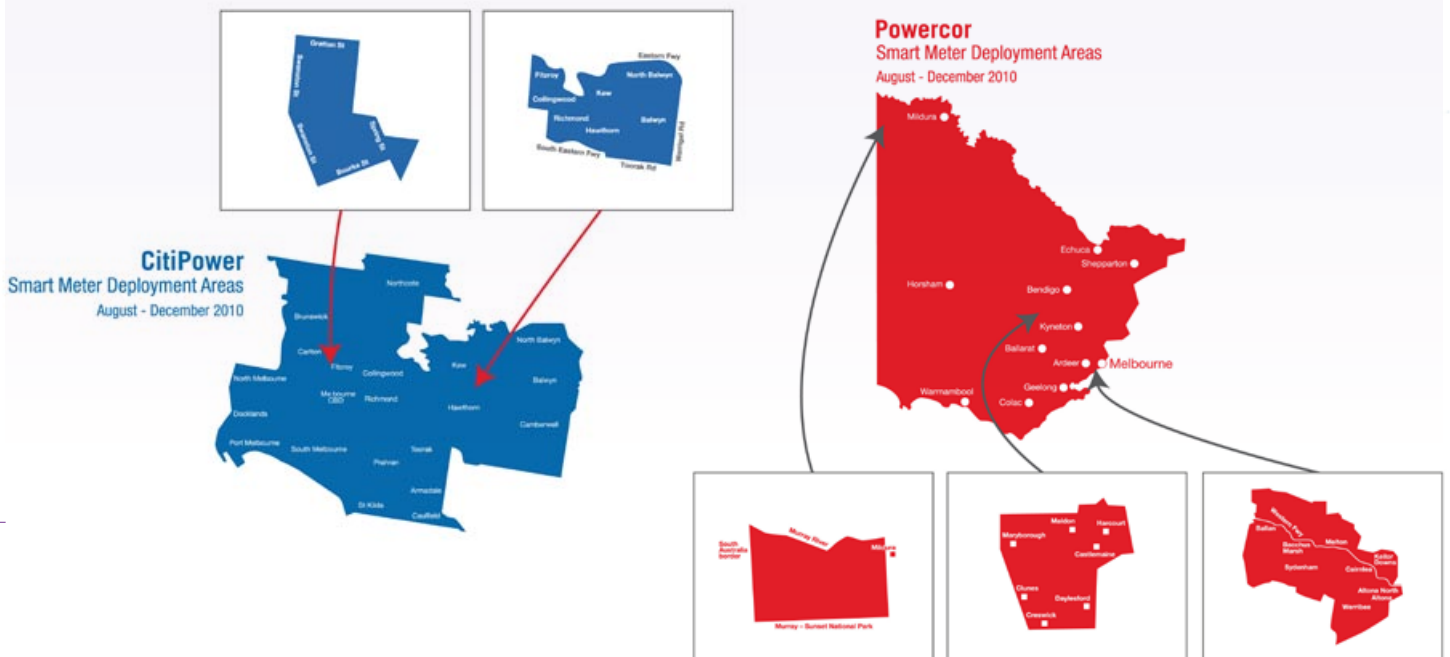 Grattan St
Swanston St
Swanston St
Spring St
Bourke St
Eastern Fwy
Fitzroy
North Balwyn
Kew
Collingwood
Richmond
Balwyn
Hawthorn
Warrigal Rd
South Eastern Fwy
Toorak Rd
CitiPower
Smart Meter Deployment Areas
August - December 2010
Northcote
Brunswick
North Balwyn
Carlton
Fitzroy
Kew
Collingwood
North Melbourne
Balwyn
Melbourne
CBD
Richmond
Hawthorn
Docklands
Camberwell
Port Melbourne
South Melbourne
Toorak
Prahran
Armadale
St Kilda
Caulfield
Powercor
Smart Meter Deployment Areas
August - December 2010
Mildura
Echuca
Shepparton
Horsham
Bendigo
Kyneton
Ballarat
Ardeer
Melbourne
Geelong
Warrnambool
Colac
South
Australia
border
Murray River
Mildura
Murray - Sunset National Park
Maldon
Harcourt
Maryborough
Castlemaine
Clunes
Daylesford
Creswick
Western Fwy
Ballan
Bacchus
Marsh
Melton
Keilor
Downs
Sydenham
Cairnlea
Altona North
Altona
Werribee